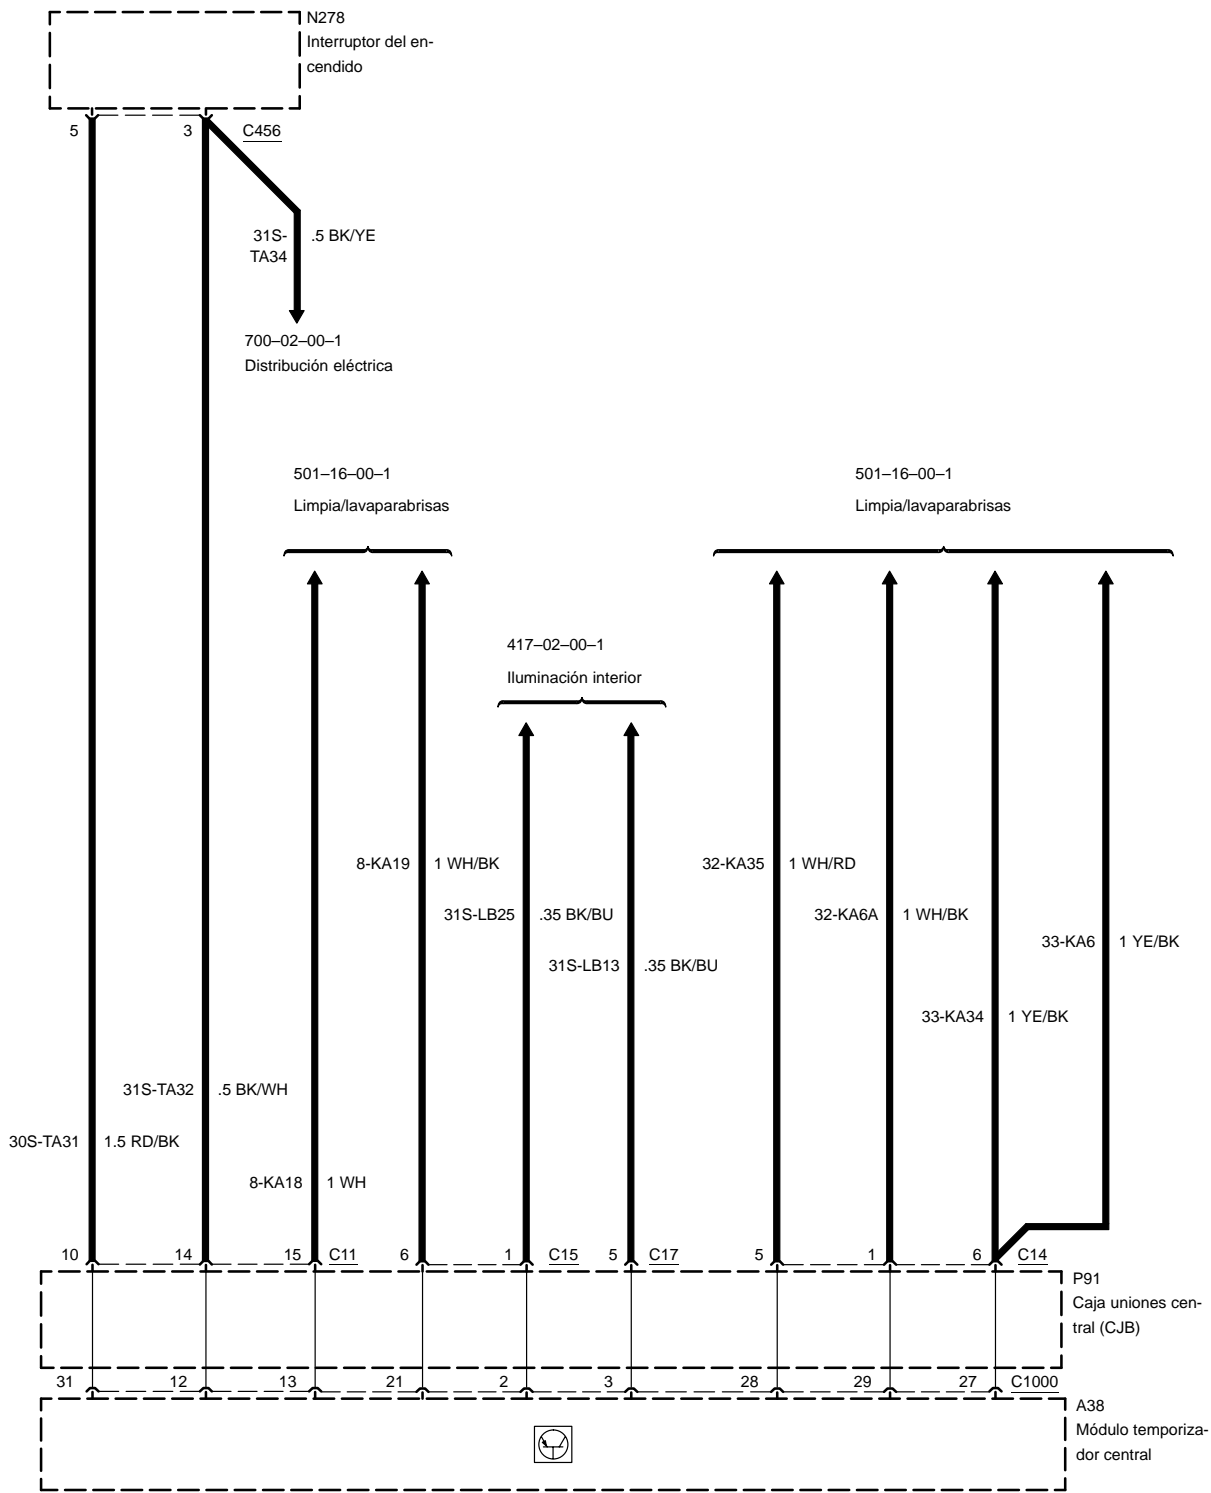 N278
Interruptor del en-
cendido
5
3
C456
31S-
TA34
.5 BK/YE
700–02–00–1
Distribución eléctrica
501–16–00–1
Limpia/lavaparabrisas
501–16–00–1
Limpia/lavaparabrisas
417–02–00–1
Iluminación interior
8-KA19 1 WH/BK
32-KA35 1 WH/RD
31S-LB25 .35 BK/BU
32-KA6A 1 WH/BK
33-KA6 1 YE/BK
31S-LB13 .35 BK/BU
33-KA34 1 YE/BK
31S-TA32 .5 BK/WH
30S-TA31 1.5 RD/BK
8-KA18 1 WH
10 14 15 C11 6 1 C15 5 C17 5 1 6 C14
P91
Caja uniones cen-
tral (CJB)
31 12 13 21 2 3 28 29 27 C1000
A38
Módulo temporiza-
dor central